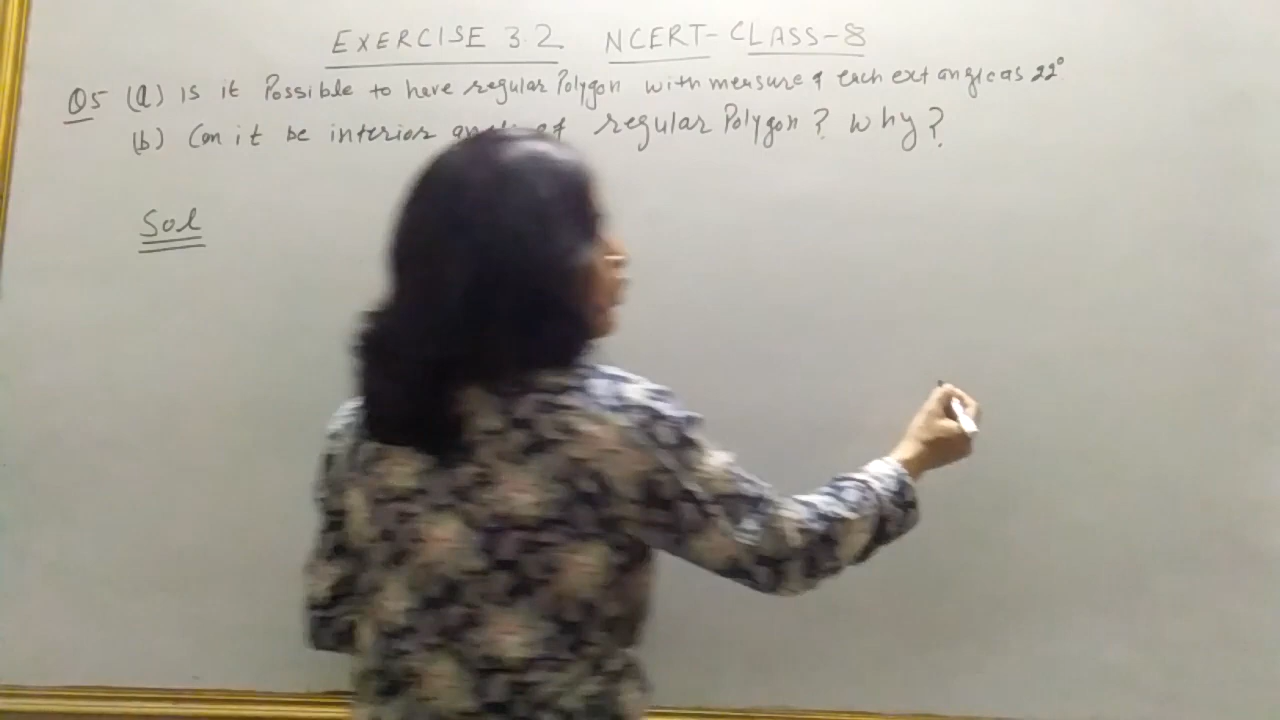 EXERCISE 3.2 NCERT-CLASS-8
Q5 (a) Is it Possible to have regular Polygon with measure of each ext angle as 22°
(b) Can it be interior of regular Polygon? Why?
Sol